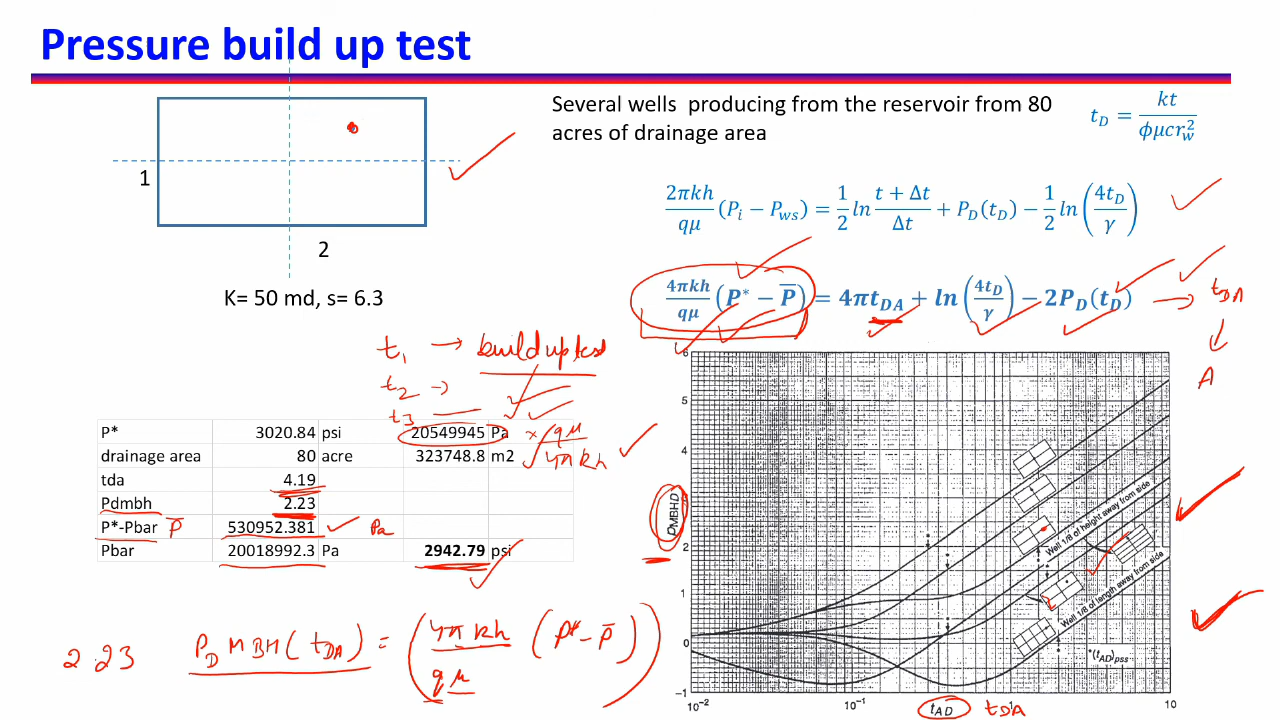 Pressure build up test
Several wells producing from the reservoir from 80
acres of drainage area
t_D = kt / ϕμcr_w^2
1
2
K= 50 md, s= 6.3
2πkh/qμ (P_i − P_ws) = 1/2 ln (t + Δt)/Δt + P_D(t_D) − 1/2 ln (4t_D/γ)
4πkh/qμ (P* − P̅) = 4πt_DA + ln (4t_D/γ) − 2P_D(t_D) → t_DA
↓
A
t1 → build up test
t2 →
t3
P* 3020.84 psi 20549945 Pa × qμ/4πkh
drainage area 80 acre 323748.8 m2
tda 4.19
Pdmbh 2.23
P*-Pbar P̅ 530952.381 Pa
Pbar 20018992.3 Pa 2942.79 psi
2.23 P_D MBH (t_DA) = (4πkh/qμ (P* − P̅))
PMBHD
6
5
4
3
2
1
0
−1
10^-2 10^-1 1 10
t_AD t_DA
Well 1/8 of height away from side
Well 1/8 of length away from side
*(t_AD)pss